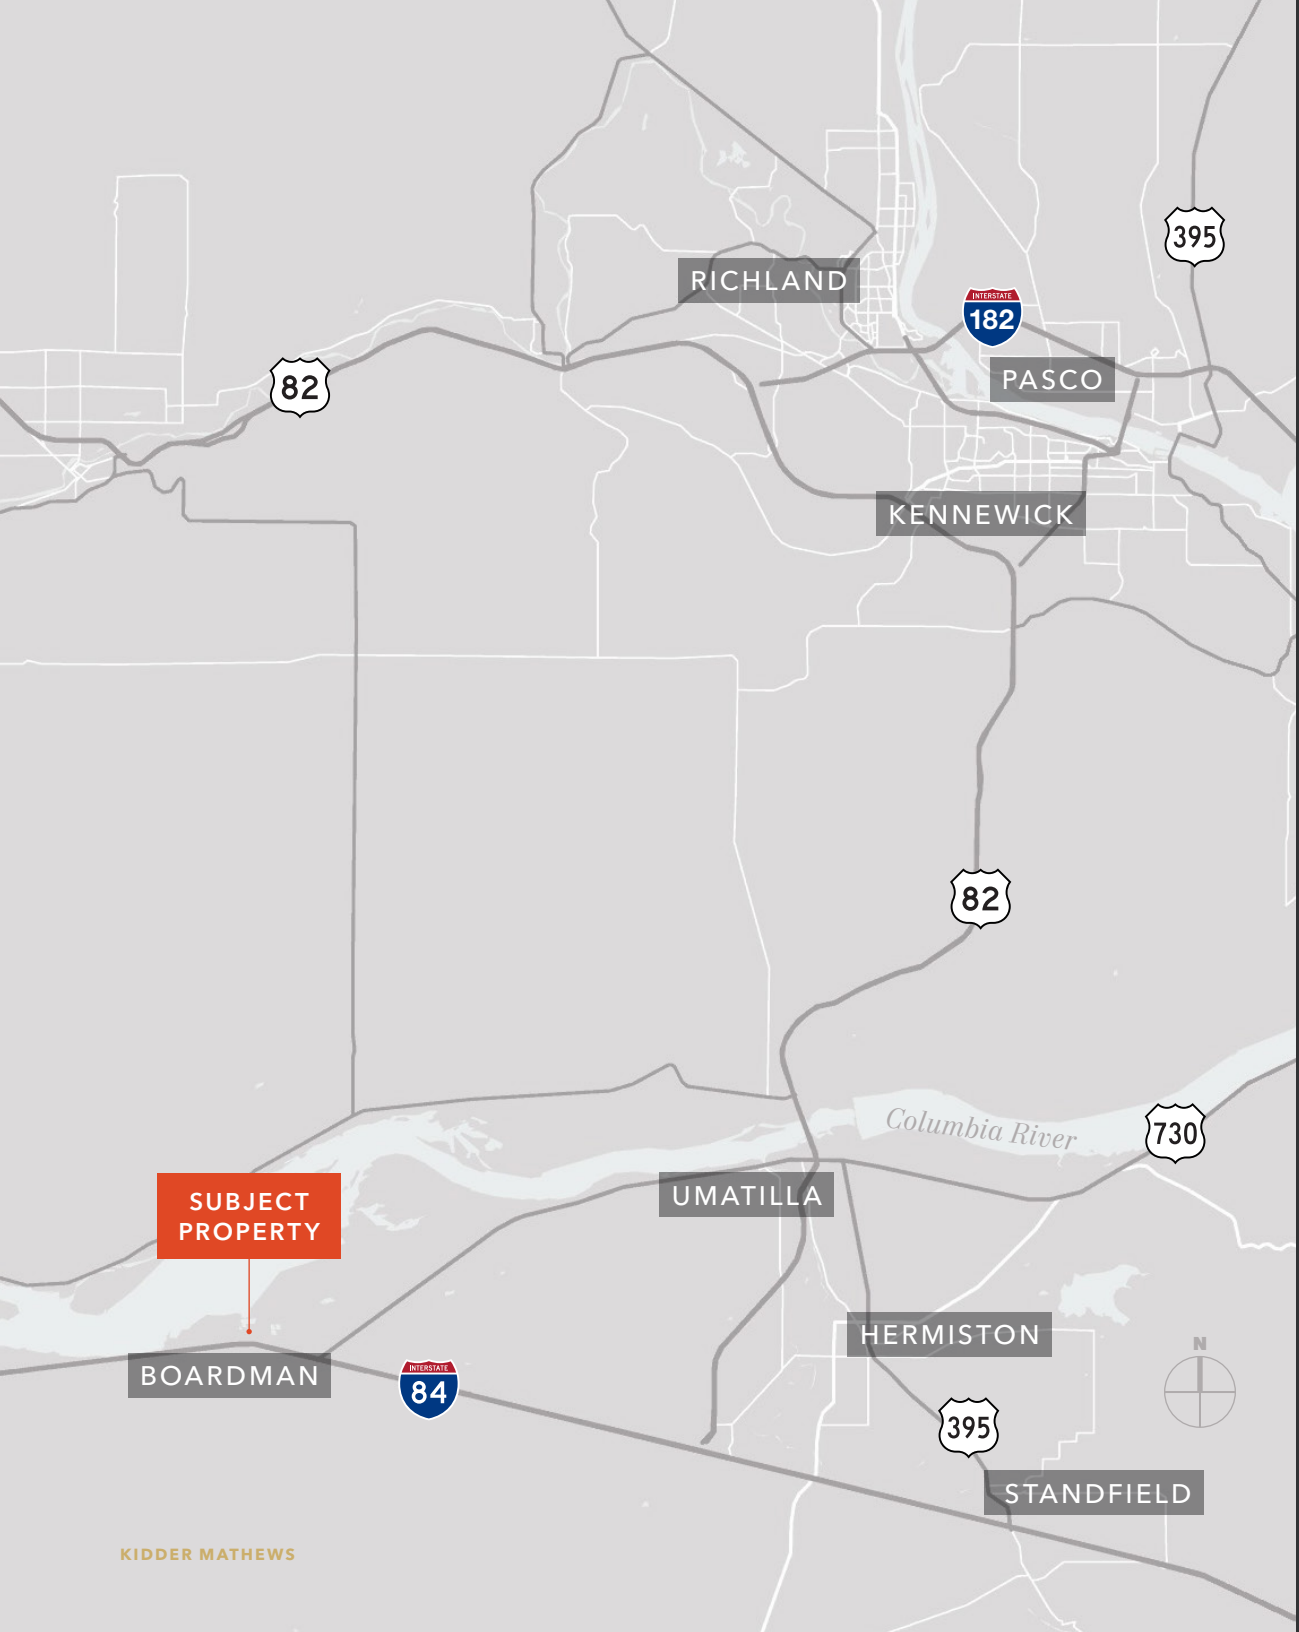 395
RICHLAND
INTERSTATE
182
82
PASCO
KENNEWICK
82
Columbia River
730
SUBJECT
PROPERTY
UMATILLA
HERMISTON
N
BOARDMAN
INTERSTATE
84
395
STANDFIELD
KIDDER MATHEWS